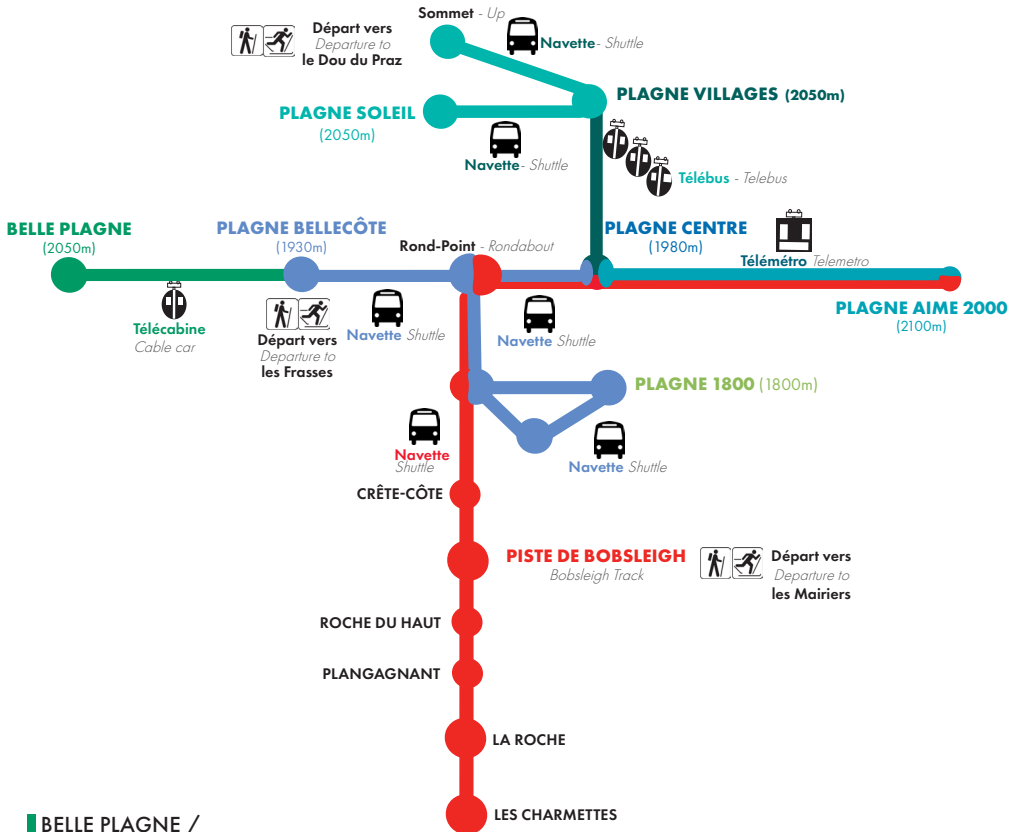 Sommet - Up
Départ vers
Departure to
le Dou du Praz
Navette - Shuttle
PLAGNE VILLAGES (2050m)
PLAGNE SOLEIL
(2050m)
Navette - Shuttle
Télébus - Telebus
BELLE PLAGNE
(2050m)
PLAGNE BELLECÔTE
(1930m)
Rond-Point - Rondabout
PLAGNE CENTRE
(1980m)
Télémétro Telemetro
PLAGNE AIME 2000
(2100m)
Télécabine
Cable car
Départ vers
Departure to
les Frasses
Navette Shuttle
Navette Shuttle
PLAGNE 1800 (1800m)
Navette
Shuttle
Navette Shuttle
CRÊTE-CÔTE
PISTE DE BOBSLEIGH
Bobsleigh Track
Départ vers
Departure to
les Mairiers
ROCHE DU HAUT
PLANGAGNANT
LA ROCHE
LES CHARMETTES
BELLE PLAGNE /